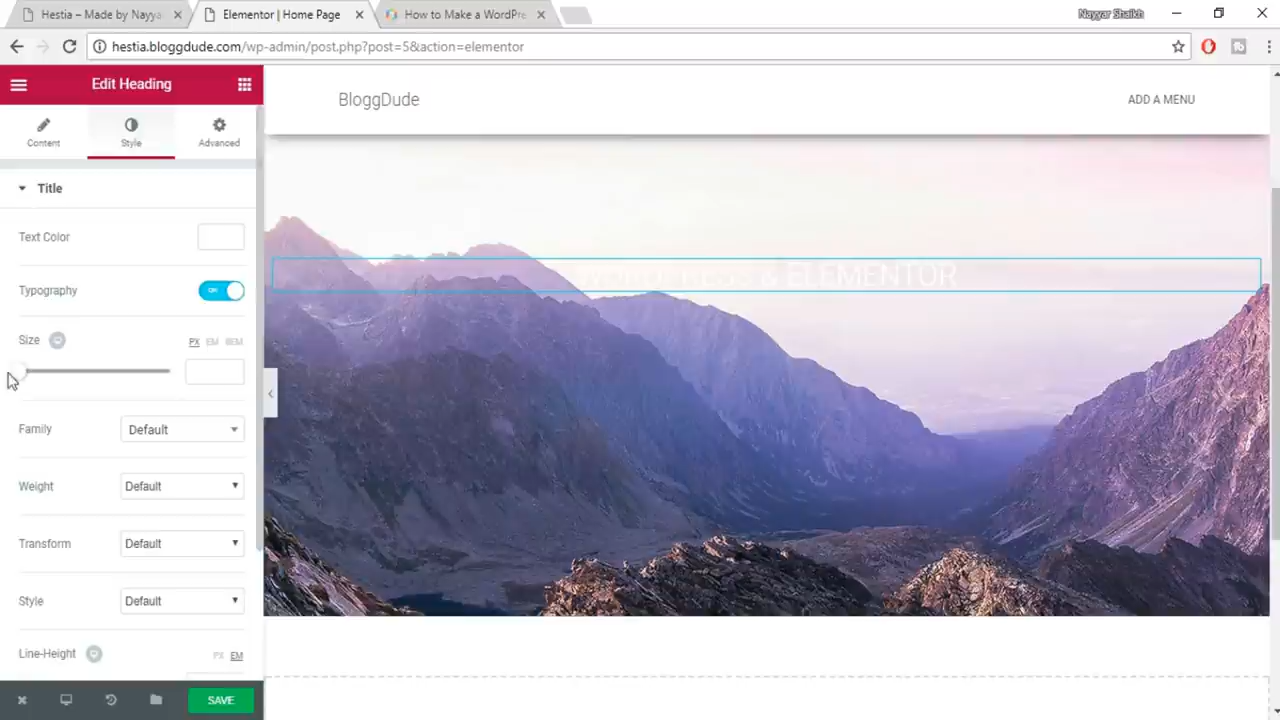 Hestia – Made by Nayya
Elementor | Home Page
How to Make a WordPre
Nayyar Shaikh
hestia.bloggdude.com/wp-admin/post.php?post=5&action=elementor
Edit Heading
BloggDude
ADD A MENU
Content
Style
Advanced
Title
Text Color
& ELEMENTOR
Typography
ON
Size
PX EM REM
Family
Default
Weight
Default
Transform
Default
Style
Default
Line-Height
PX EM
SAVE